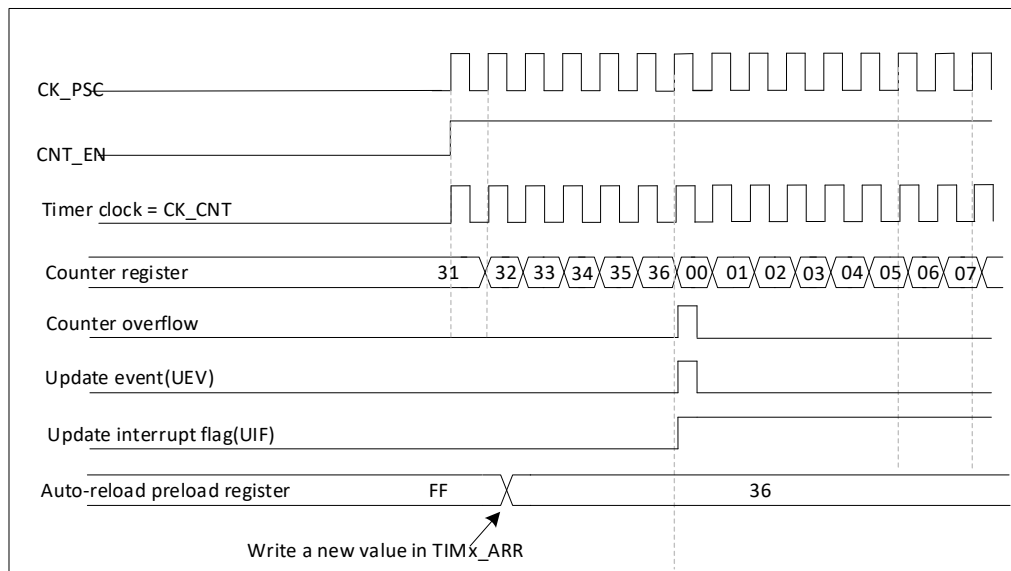 CK_PSC
CNT_EN
Timer clock = CK_CNT
Counter register 31 32 33 34 35 36 00 01 02 03 04 05 06 07
Counter overflow
Update event(UEV)
Update interrupt flag(UIF)
Auto-reload preload register FF 36
Write a new value in TIMx_ARR